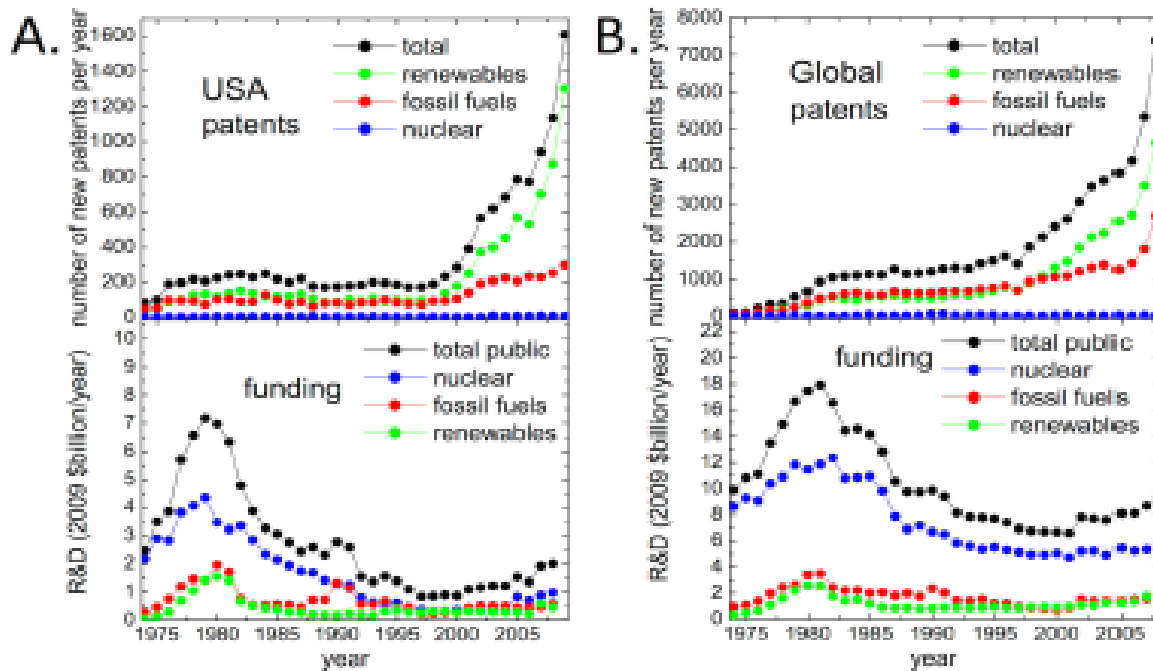 A.
number of new patents per year
1600
1400
1200
1000
800
600
400
200
0
total
renewables
fossil fuels
nuclear
USA
patents
R&D (2009 $billion/year)
10
9
8
7
6
5
4
3
2
1
0
total public
nuclear
fossil fuels
renewables
funding
1975 1980 1985 1990 1995 2000 2005
year
B.
number of new patents per year
8000
7000
6000
5000
4000
3000
2000
1000
0
total
renewables
fossil fuels
nuclear
Global
patents
R&D (2009 $billion/year)
22
20
18
16
14
12
10
8
6
4
2
0
total public
nuclear
fossil fuels
renewables
funding
1975 1980 1985 1990 1995 2000 2005
year